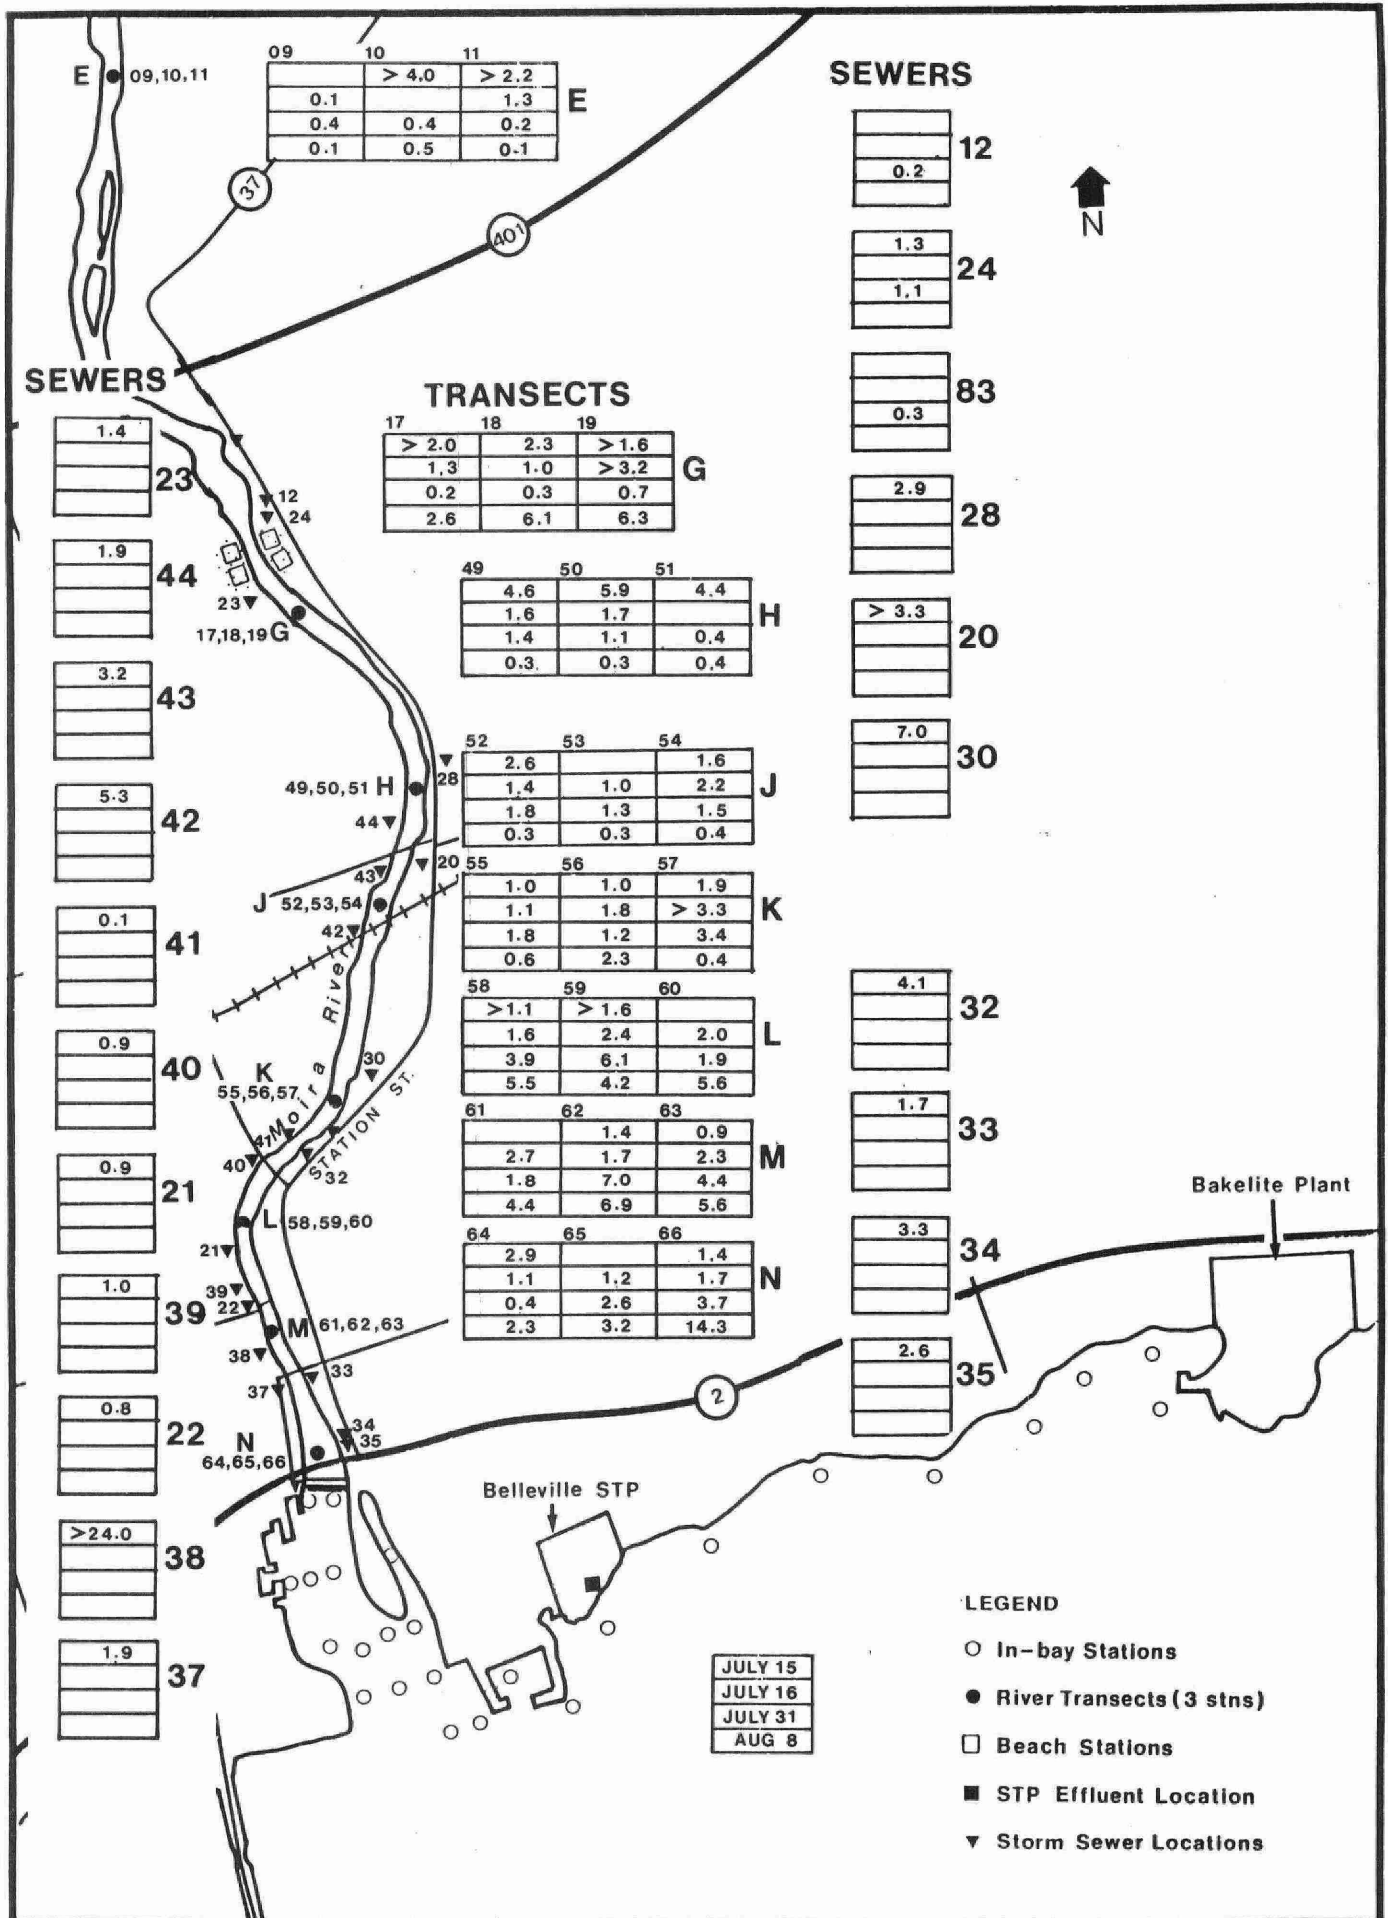 E 09,10,11
09 10 11
> 4.0 > 2.2
0.1 1.3
0.4 0.4 0.2
0.1 0.5 0.1
E
37
401
SEWERS
0.2
12
N
1.3
1.1
24
0.3
83
2.9
28
> 3.3
20
7.0
30
4.1
32
1.7
33
3.3
34
2.6
35
SEWERS
1.4
23
1.9
44
3.2
43
5.3
42
0.1
41
0.9
40
0.9
21
1.0
39
0.8
22
>24.0
38
1.9
37
TRANSECTS
17 18 19
> 2.0 2.3 >1.6
1.3 1.0 >3.2
0.2 0.3 0.7
2.6 6.1 6.3
G
49 50 51
4.6 5.9 4.4
1.6 1.7
1.4 1.1 0.4
0.3 0.3 0.4
H
52 53 54
2.6 1.6
1.4 1.0 2.2
1.8 1.3 1.5
0.3 0.3 0.4
J
55 56 57
1.0 1.0 1.9
1.1 1.8 > 3.3
1.8 1.2 3.4
0.6 2.3 0.4
K
58 59 60
>1.1 > 1.6
1.6 2.4 2.0
3.9 6.1 1.9
5.5 4.2 5.6
L
61 62 63
1.4 0.9
2.7 1.7 2.3
1.8 7.0 4.4
4.4 6.9 5.6
M
64 65 66
2.9 1.4
1.1 1.2 1.7
0.4 2.6 3.7
2.3 3.2 14.3
N
12
24
23
17,18,19 G
28
49,50,51 H
44
20
43
J 52,53,54
42
Moira River
30
K
55,56,57
STATION ST.
41
40
32
L 58,59,60
21
39
22
M 61,62,63
38
33
37
34
35
N
64,65,66
2
Bakelite Plant
Belleville STP
JULY 15
JULY 16
JULY 31
AUG 8
LEGEND
In-bay Stations
River Transects (3 stns)
Beach Stations
STP Effluent Location
Storm Sewer Locations